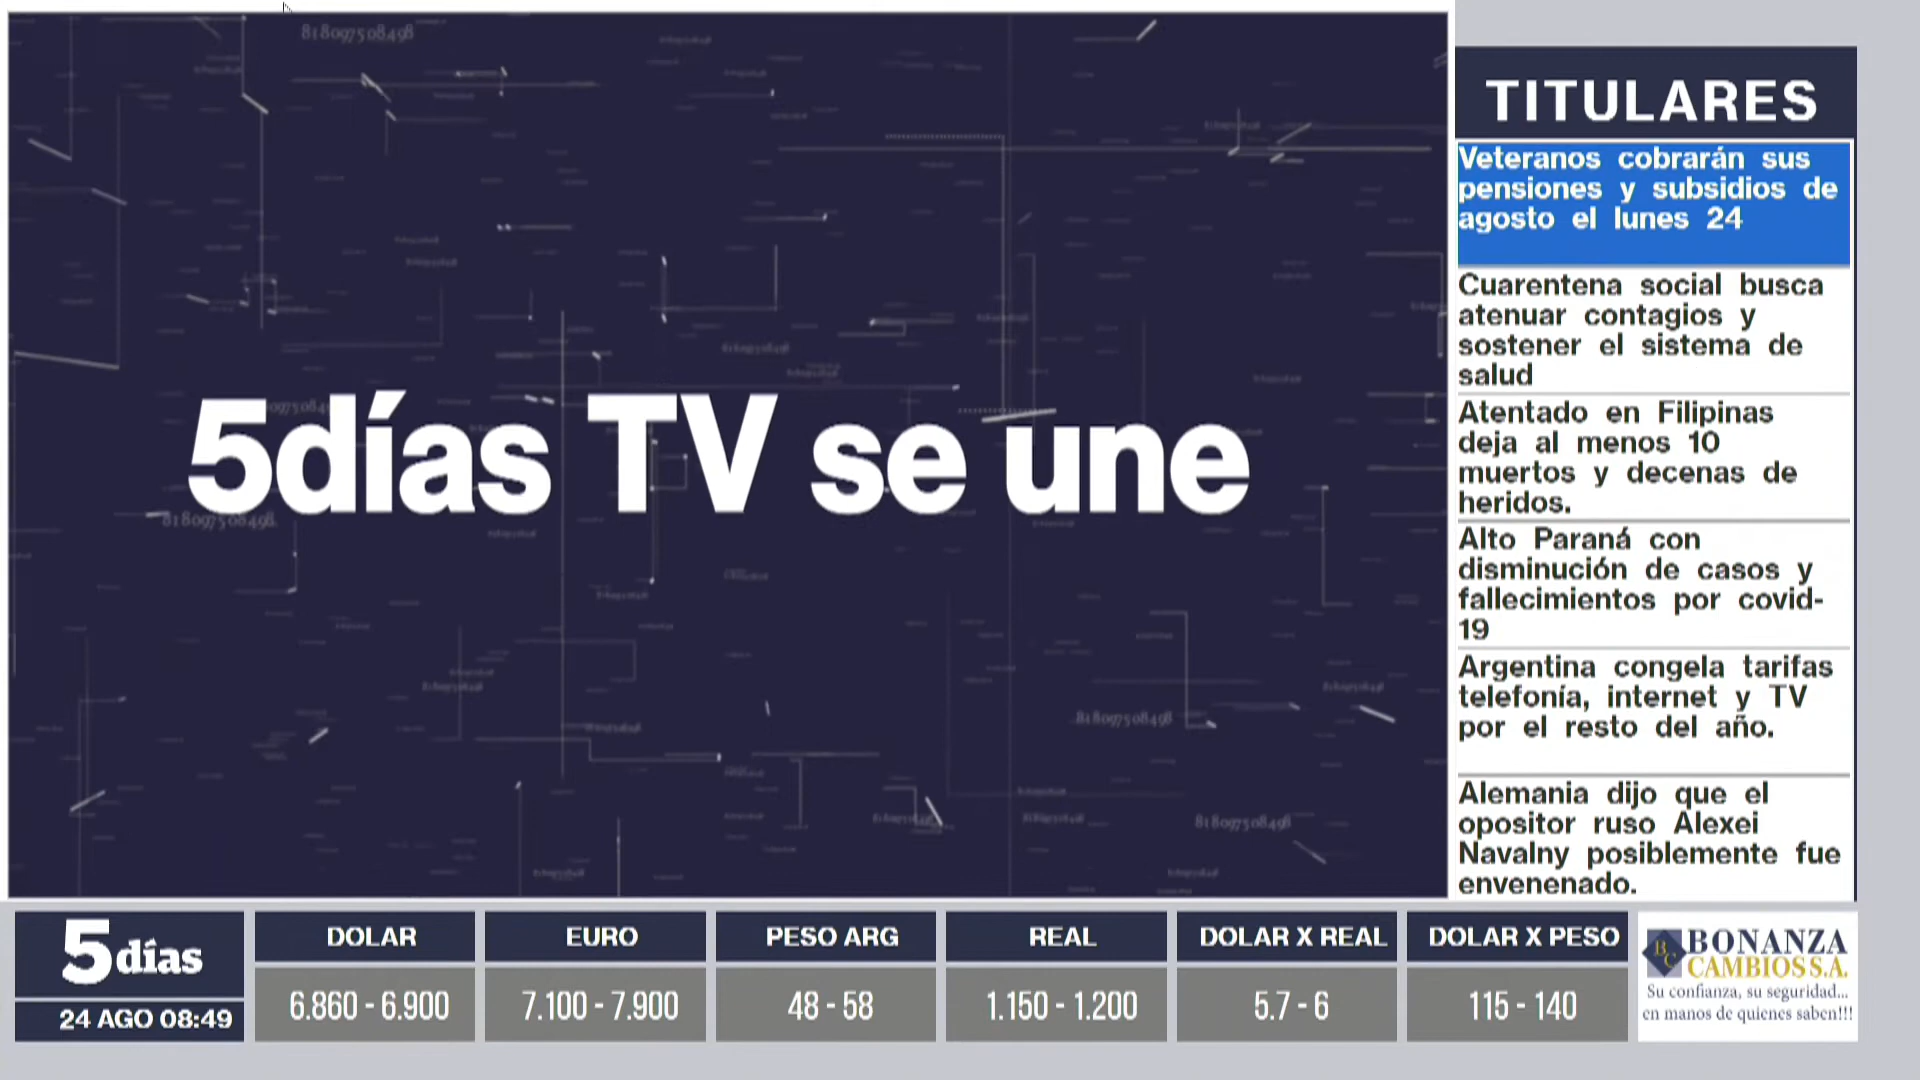 818097508498
5días TV se une
818097508498
818097508498
818097508498
TITULARES
Veteranos cobrarán sus
pensiones y subsidios de
agosto el lunes 24
Cuarentena social busca
atenuar contagios y
sostener el sistema de
salud
Atentado en Filipinas
deja al menos 10
muertos y decenas de
heridos.
Alto Paraná con
disminución de casos y
fallecimientos por covid-
19
Argentina congela tarifas
telefonía, internet y TV
por el resto del año.
Alemania dijo que el
opositor ruso Alexei
Navalny posiblemente fue
envenenado.
5días
24 AGO 08:49
DOLAR
6.860 - 6.900
EURO
7.100 - 7.900
PESO ARG
48 - 58
REAL
1.150 - 1.200
DOLAR X REAL
5.7 - 6
DOLAR X PESO
115 - 140
BC
BONANZA
CAMBIOS S.A.
Su confianza, su seguridad...
en manos de quienes saben!!!